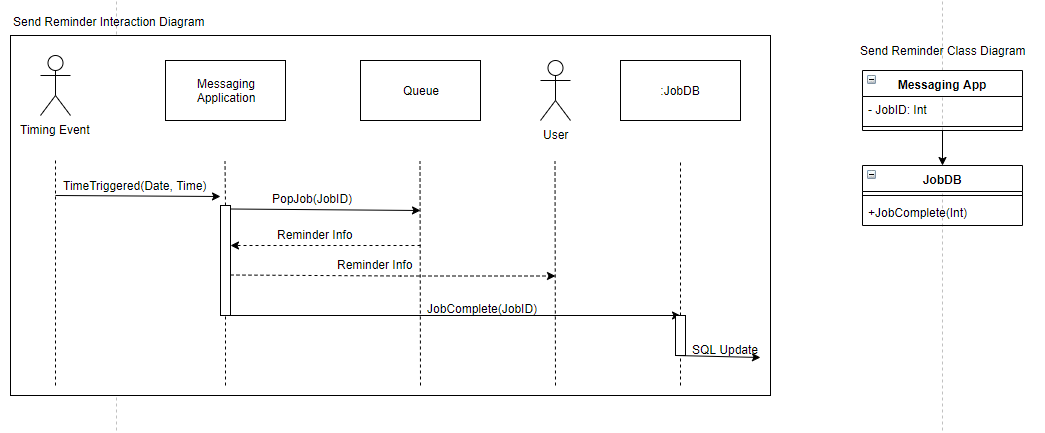 Send Reminder Interaction Diagram
Timing Event
Messaging
Application
Queue
User
:JobDB
TimeTriggered(Date, Time)
PopJob(JobID)
Reminder Info
Reminder Info
JobComplete(JobID)
SQL Update
Send Reminder Class Diagram
Messaging App
- JobID: Int
JobDB
+JobComplete(Int)